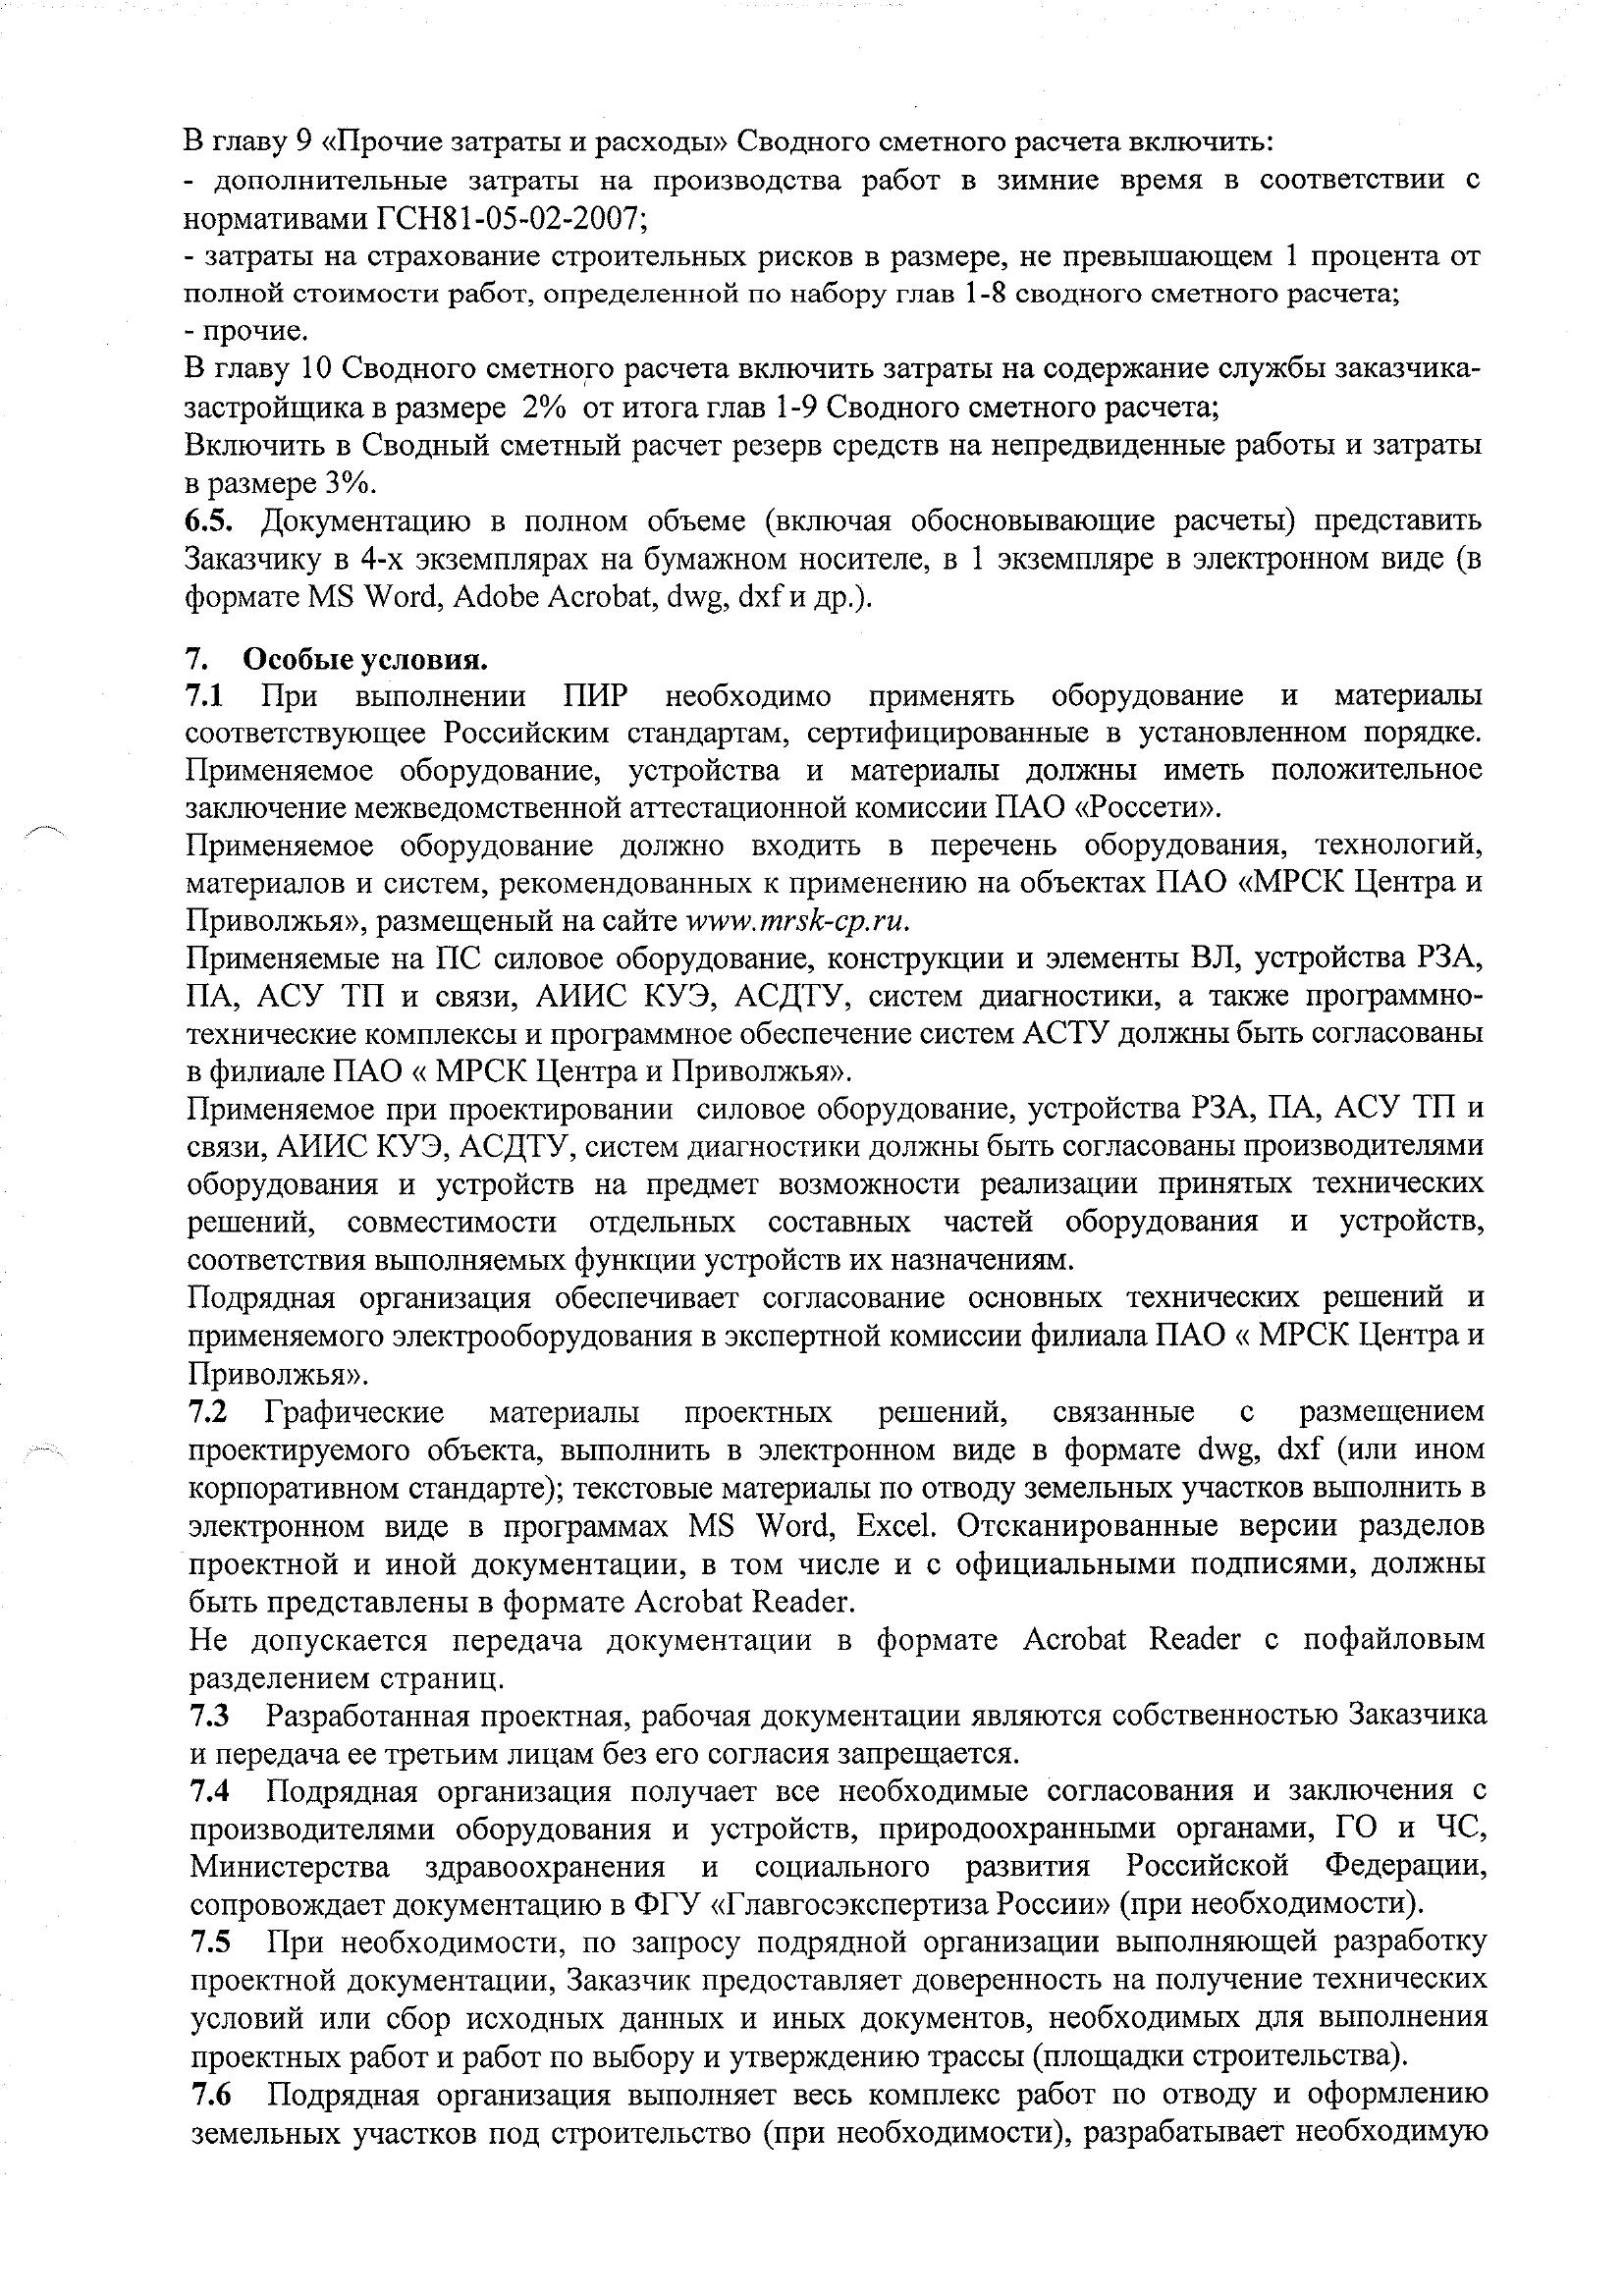 В главу 9 «Прочие затраты и расходы» Сводного сметного расчета включить:
- дополнительные затраты на производства работ в зимние время в соответствии с
нормативами ГСН81-05-02-2007;
- затраты на страхование строительных рисков в размере, не превышающем 1 процента от
полной стоимости работ, определенной по набору глав 1-8 сводного сметного расчета;
- прочие.
В главу 10 Сводного сметного расчета включить затраты на содержание службы заказчика-
застройщика в размере 2% от итога глав 1-9 Сводного сметного расчета;
Включить в Сводный сметный расчет резерв средств на непредвиденные работы и затраты
в размере 3%.
6.5. Документацию в полном объеме (включая обосновывающие расчеты) представить
Заказчику в 4-х экземплярах на бумажном носителе, в 1 экземпляре в электронном виде (в
формате MS Word, Adobe Acrobat, dwg, dxf и др.).
7. Особые условия.
7.1 При выполнении ПИР необходимо применять оборудование и материалы
соответствующее Российским стандартам, сертифицированные в установленном порядке.
Применяемое оборудование, устройства и материалы должны иметь положительное
заключение межведомственной аттестационной комиссии ПАО «Россети».
Применяемое оборудование должно входить в перечень оборудования, технологий,
материалов и систем, рекомендованных к применению на объектах ПАО «МРСК Центра и
Приволжья», размещеный на сайте www.mrsk-cp.ru.
Применяемые на ПС силовое оборудование, конструкции и элементы ВЛ, устройства РЗА,
ПА, АСУ ТП и связи, АИИС КУЭ, АСДТУ, систем диагностики, а также программно-
технические комплексы и программное обеспечение систем АСТУ должны быть согласованы
в филиале ПАО « МРСК Центра и Приволжья».
Применяемое при проектировании силовое оборудование, устройства РЗА, ПА, АСУ ТП и
связи, АИИС КУЭ, АСДТУ, систем диагностики должны быть согласованы производителями
оборудования и устройств на предмет возможности реализации принятых технических
решений, совместимости отдельных составных частей оборудования и устройств,
соответствия выполняемых функции устройств их назначениям.
Подрядная организация обеспечивает согласование основных технических решений и
применяемого электрооборудования в экспертной комиссии филиала ПАО « МРСК Центра и
Приволжья».
7.2 Графические материалы проектных решений, связанные с размещением
проектируемого объекта, выполнить в электронном виде в формате dwg, dxf (или ином
корпоративном стандарте); текстовые материалы по отводу земельных участков выполнить в
электронном виде в программах MS Word, Excel. Отсканированные версии разделов
проектной и иной документации, в том числе и с официальными подписями, должны
быть представлены в формате Acrobat Reader.
Не допускается передача документации в формате Acrobat Reader с пофайловым
разделением страниц.
7.3 Разработанная проектная, рабочая документации являются собственностью Заказчика
и передача ее третьим лицам без его согласия запрещается.
7.4 Подрядная организация получает все необходимые согласования и заключения с
производителями оборудования и устройств, природоохранными органами, ГО и ЧС,
Министерства здравоохранения и социального развития Российской Федерации,
сопровождает документацию в ФГУ «Главгосэкспертиза России» (при необходимости).
7.5 При необходимости, по запросу подрядной организации выполняющей разработку
проектной документации, Заказчик предоставляет доверенность на получение технических
условий или сбор исходных данных и иных документов, необходимых для выполнения
проектных работ и работ по выбору и утверждению трассы (площадки строительства).
7.6 Подрядная организация выполняет весь комплекс работ по отводу и оформлению
земельных участков под строительство (при необходимости), разрабатывает необходимую